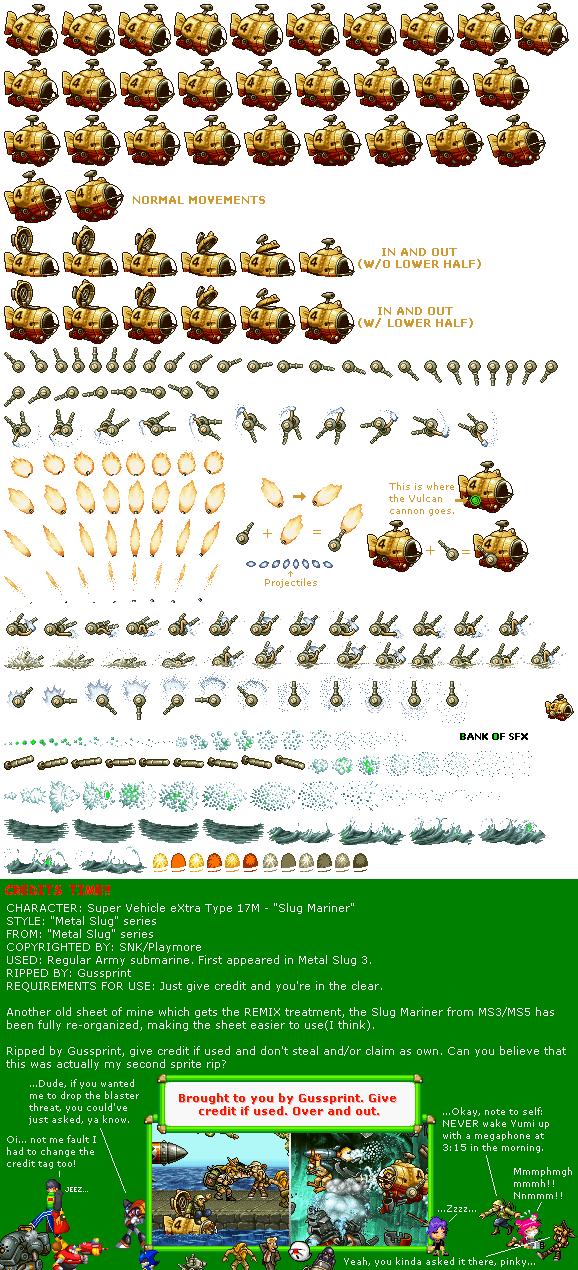 NORMAL MOVEMENTS
IN AND OUT
(W/O LOWER HALF)
IN AND OUT
(W/ LOWER HALF)
This is where
the Vulcan
cannon goes.
Projectiles
BANK OF SFX
CREDITS TIME!
CHARACTER: Super Vehicle eXtra Type 17M - "Slug Mariner"
STYLE: "Metal Slug" series
FROM: "Metal Slug" series
COPYRIGHTED BY: SNK/Playmore
USED: Regular Army submarine. First appeared in Metal Slug 3.
RIPPED BY: Gussprint
REQUIREMENTS FOR USE: Just give credit and you're in the clear.
Another old sheet of mine which gets the REMIX treatment, the Slug Mariner from MS3/MS5 has
been fully re-organized, making the sheet easier to use(I think).
Ripped by Gussprint, give credit if used and don't steal and/or claim as own. Can you believe that
this was actually my second sprite rip?
...Dude, if you wanted
me to drop the blaster
threat, you could've
just asked, ya know.
Oi... not me fault I
had to change the
credit tag too!
JEEZ...
Brought to you by Gussprint. Give
credit if used. Over and out.
...Okay, note to self:
NEVER wake Yumi up
with a megaphone at
3:15 in the morning.
Mmmphmgh
mmmh!!
Nnmmm!!
...Zzzz...
Yeah, you kinda asked it there, pinky...